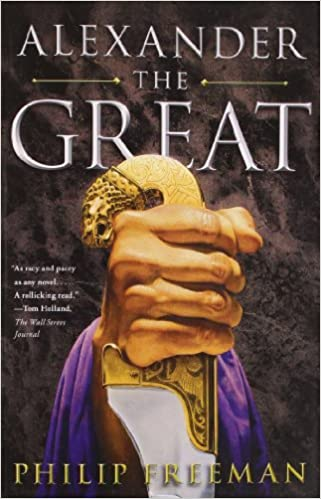 ALEXANDER
THE
GREAT
"As racy and pacey
as any novel. . . .
A rollicking read."
—Tom Holland,
The Wall Street
Journal
PHILIP FREEMAN